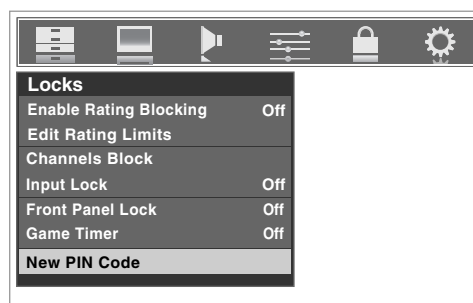 Locks
Enable Rating Blocking Off
Edit Rating Limits
Channels Block
Input Lock Off
Front Panel Lock Off
Game Timer Off
New PIN Code